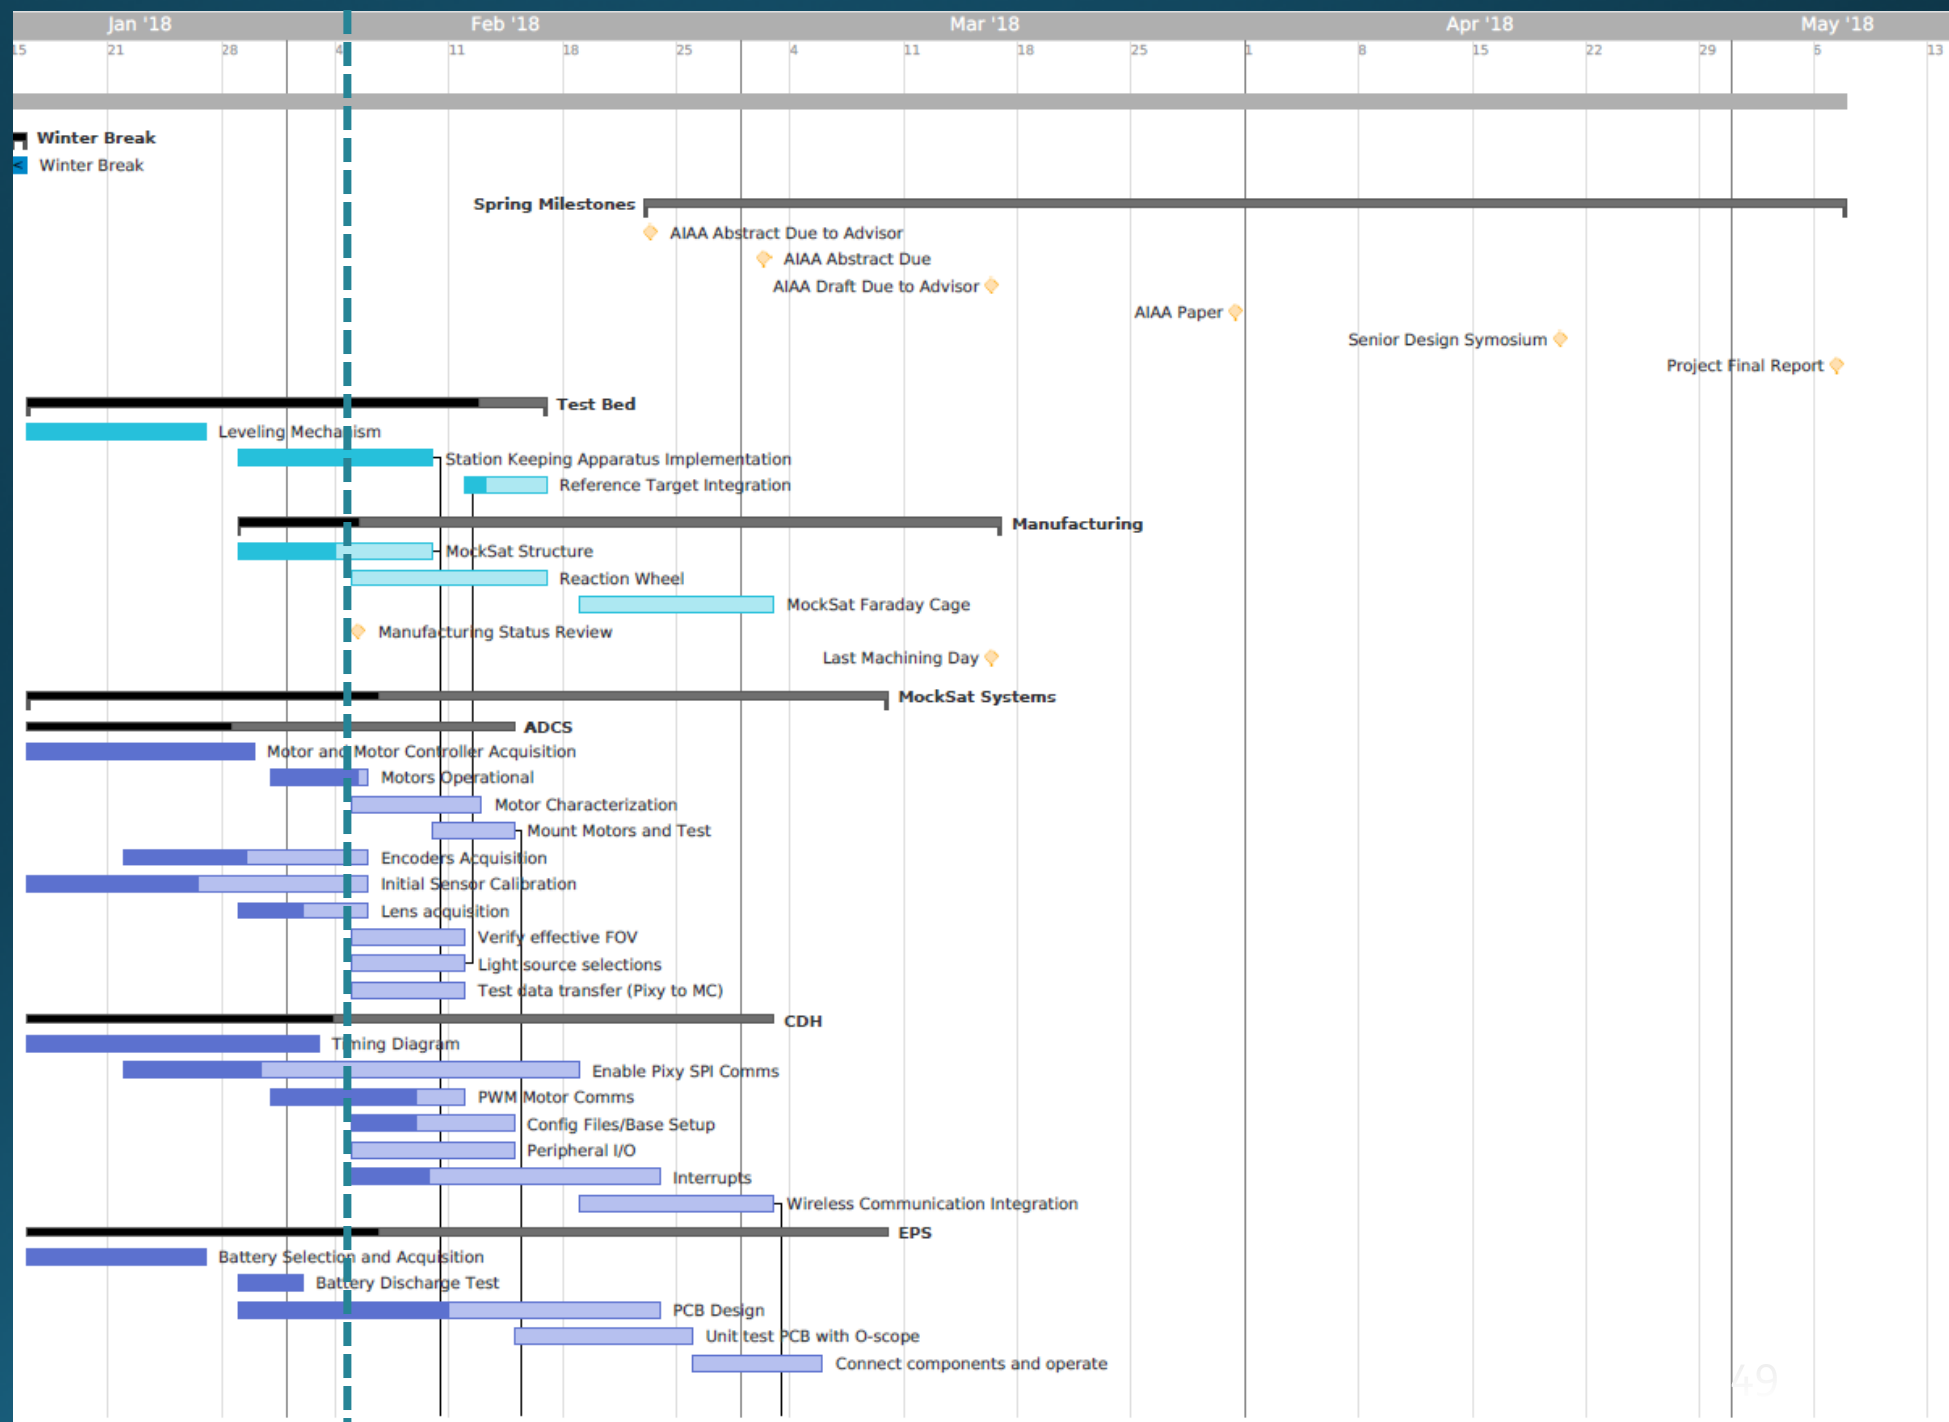 Jan '18 Feb '18 Mar '18 Apr '18 May '18
15 21 28 4 11 18 25 4 11 18 25 1 8 15 22 29 6 13
Winter Break
< Winter Break
Spring Milestones
AIAA Abstract Due to Advisor
AIAA Abstract Due
AIAA Draft Due to Advisor
AIAA Paper
Senior Design Symosium
Project Final Report
Test Bed
Leveling Mechanism
Station Keeping Apparatus Implementation
Reference Target Integration
Manufacturing
MockSat Structure
Reaction Wheel
MockSat Faraday Cage
Manufacturing Status Review
Last Machining Day
MockSat Systems
ADCS
Motor and Motor Controller Acquisition
Motors Operational
Motor Characterization
Mount Motors and Test
Encoders Acquisition
Initial Sensor Calibration
Lens acquisition
Verify effective FOV
Light source selections
Test data transfer (Pixy to MC)
CDH
Timing Diagram
Enable Pixy SPI Comms
PWM Motor Comms
Config Files/Base Setup
Peripheral I/O
Interrupts
Wireless Communication Integration
EPS
Battery Selection and Acquisition
Battery Discharge Test
PCB Design
Unit test PCB with O-scope
Connect components and operate
49